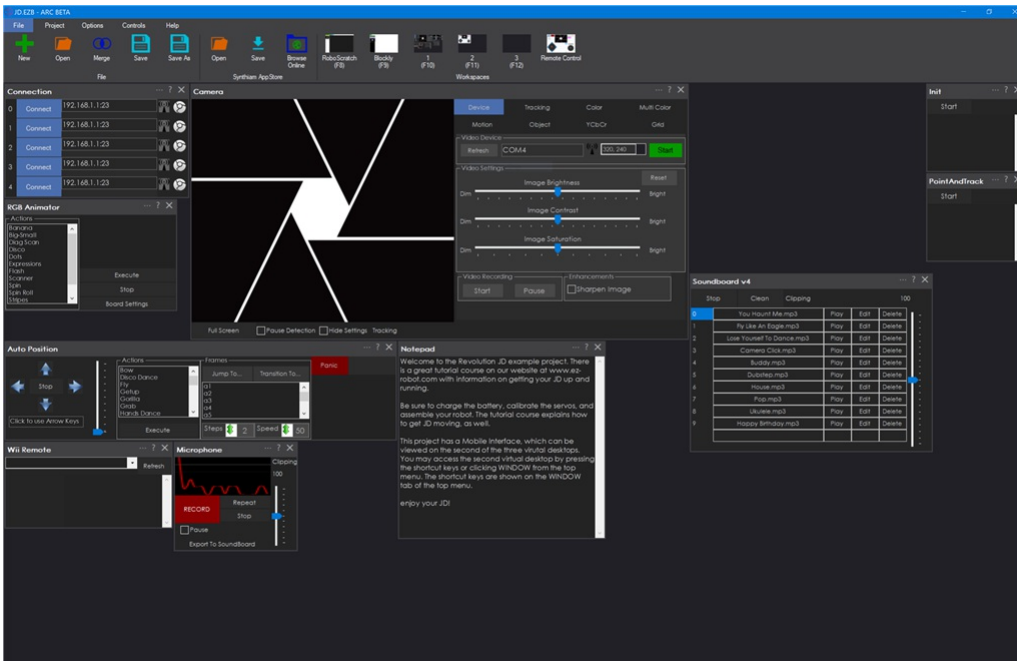 JD.EZB - ARC BETA
File Project Options Controls Help
New Open Merge Save Save As Open Save Browse Online RoboScratch (F8) Blockly (F9) 1 (F10) 2 (F11) 3 (F12) Remote Control
File Synthiam AppStore Workspaces
Connection
0 Connect 192.168.1.1:23
1 Connect 192.168.1.1:23
2 Connect 192.168.1.1:23
3 Connect 192.168.1.1:23
4 Connect 192.168.1.1:23
RGB Animator
Actions
Banana
Big-Small
Diag Scan
Disco
Dots
Expressions
Flash
Scanner
Spin
Spin Roll
Stripes
Execute
Stop
Board Settings
Camera
Device Tracking Color Multi Color
Motion Object YCbCr Grid
Video Device
Refresh COM4 320, 240 Start
Video Settings
Reset
Image Brightness
Dim Bright
Image Contrast
Dim Bright
Image Saturation
Dim Bright
Video Recording
Start Pause
Enhancements
Sharpen Image
Full Screen Pause Detection Hide Settings Tracking
Init
Start
PointAndTrack
Start
Soundboard v4
Stop Clean Clipping 100
0 You Haunt Me.mp3 Play Edit Delete
1 Fly Like An Eagle.mp3 Play Edit Delete
2 Lose Yourself To Dance.mp3 Play Edit Delete
3 Camera Click.mp3 Play Edit Delete
4 Buddy.mp3 Play Edit Delete
5 Dubstep.mp3 Play Edit Delete
6 House.mp3 Play Edit Delete
7 Pop.mp3 Play Edit Delete
8 Ukulele.mp3 Play Edit Delete
9 Happy Birthday.mp3 Play Edit Delete
Auto Position
Stop
Click to use Arrow Keys
Actions
Bow
Disco Dance
Fly
Getup
Gorilla
Grab
Hands Dance
Execute
Frames
Jump To... Transition To...
a1
a2
a3
a4
a5
Steps 2 Speed 50
Panic
Notepad
Welcome to the Revolution JD example project. There
is a great tutorial course on our website at www.ez-
robot.com with information on getting your JD up and
running.
Be sure to charge the battery, calibrate the servos, and
assemble your robot. The tutorial course explains how
to get JD moving, as well.
This project has a Mobile Interface, which can be
viewed on the second of the three virutal desktops.
You may access the second virtual desktop by pressing
the shortcut keys or clicking WINDOW from the top
menu. The shortcut keys are shown on the WINDOW
tab of the top menu.
enjoy your JD!
Wii Remote
Refresh
Microphone
Clipping
100
RECORD
Repeat
Stop
Pause
Export To SoundBoard